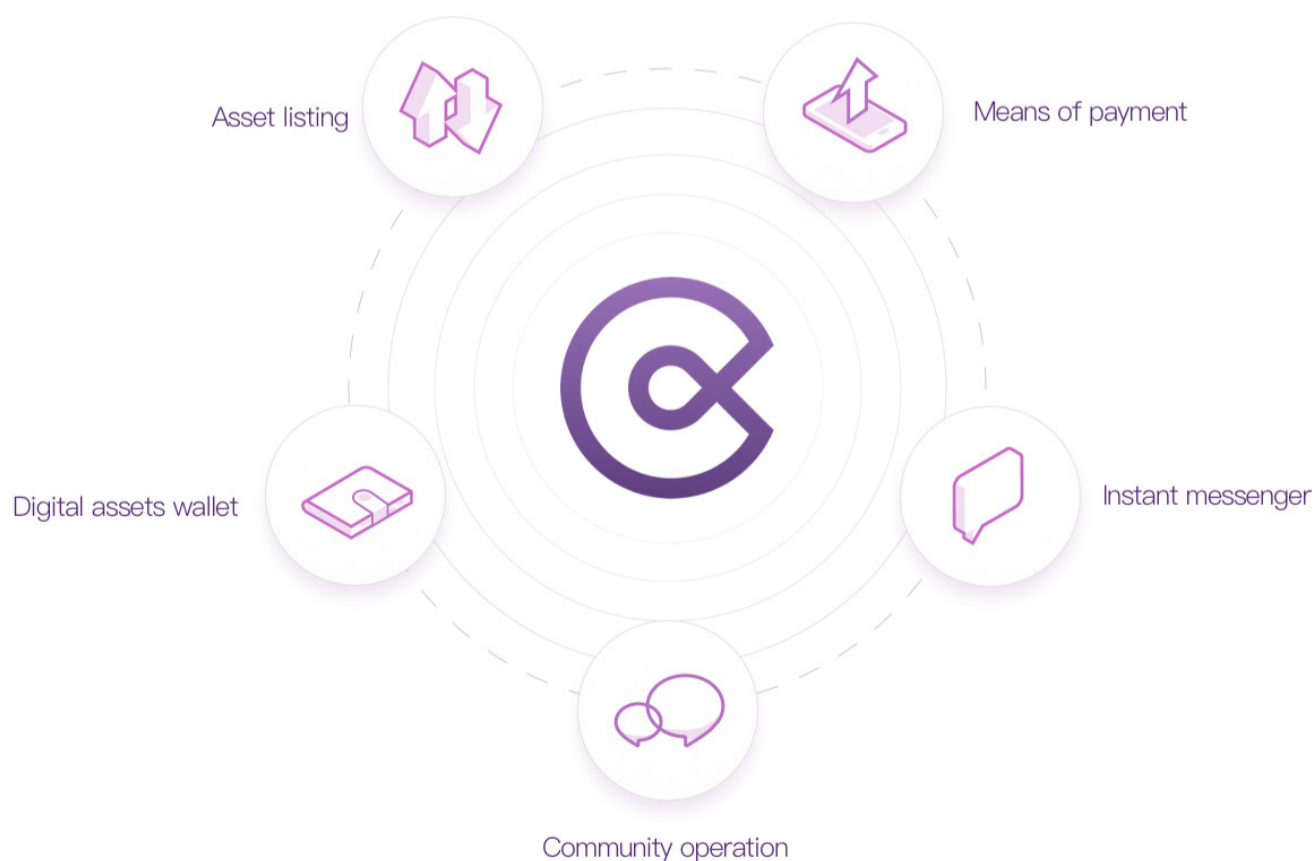 Asset listing
Means of payment
Digital assets wallet
Instant messenger
Community operation